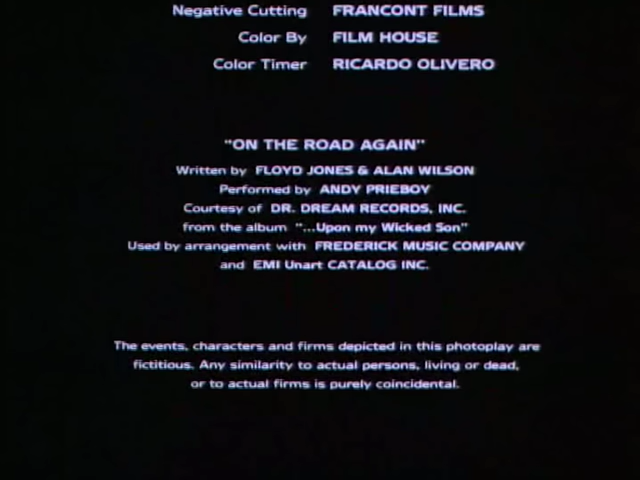 Negative Cutting FRANCONT FILMS
Color By FILM HOUSE
Color Timer RICARDO OLIVERO
"ON THE ROAD AGAIN"
Written by FLOYD JONES & ALAN WILSON
Performed by ANDY PRIEBOY
Courtesy of DR. DREAM RECORDS, INC.
from the album "...Upon my Wicked Son"
Used by arrangement with FREDERICK MUSIC COMPANY
and EMI Unart CATALOG INC.
The events, characters and firms depicted in this photoplay are
fictitious. Any similarity to actual persons, living or dead,
or to actual firms is purely coincidental.